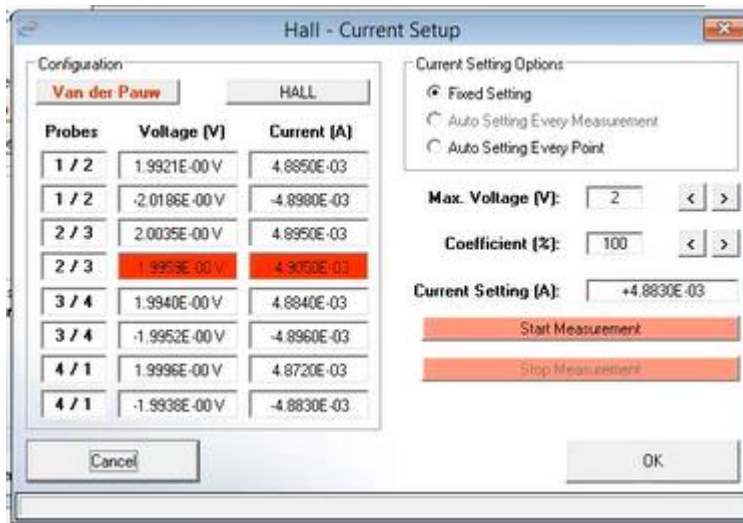 Hall - Current Setup
Configuration
Van der Pauw HALL
Probes Voltage (V) Current (A)
1 / 2 1.9921E-00 V 4.8850E-03
1 / 2 -2.0186E-00 V -4.8980E-03
2 / 3 2.0035E-00 V 4.8950E-03
2 / 3
3 / 4 1.9940E-00 V 4.8840E-03
3 / 4 -1.9952E-00 V -4.8960E-03
4 / 1 1.9996E-00 V 4.8720E-03
4 / 1 -1.9938E-00 V -4.8830E-03
Cancel
Current Setting Options
Fixed Setting
Auto Setting Every Measurement
Auto Setting Every Point
Max. Voltage (V): 2 < >
Coefficient (%): 100 < >
Current Setting (A): +4.8830E-03
Start Measurement
Stop Measurement
OK